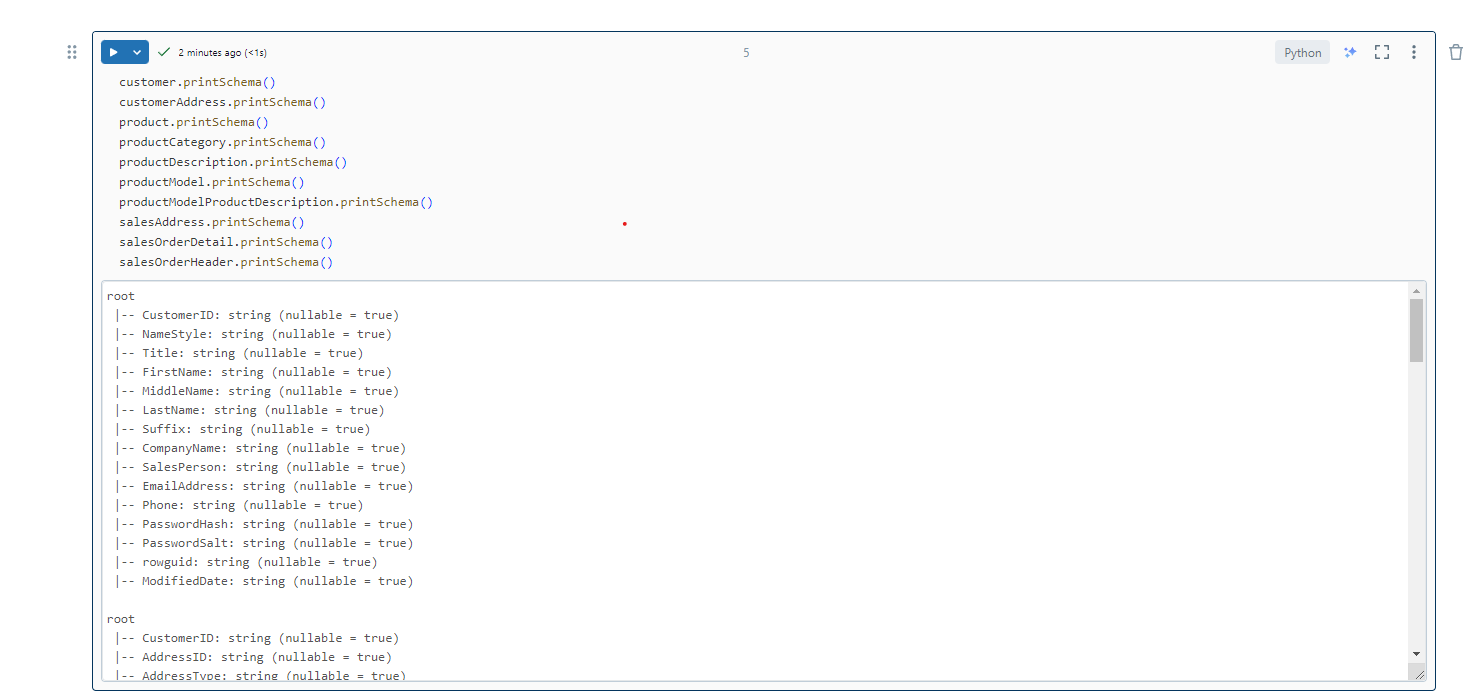 2 minutes ago (<1s)
5
Python
customer.printSchema()
customerAddress.printSchema()
product.printSchema()
productCategory.printSchema()
productDescription.printSchema()
productModel.printSchema()
productModelProductDescription.printSchema()
salesAddress.printSchema()
salesOrderDetail.printSchema()
salesOrderHeader.printSchema()
root
|-- CustomerID: string (nullable = true)
|-- NameStyle: string (nullable = true)
|-- Title: string (nullable = true)
|-- FirstName: string (nullable = true)
|-- MiddleName: string (nullable = true)
|-- LastName: string (nullable = true)
|-- Suffix: string (nullable = true)
|-- CompanyName: string (nullable = true)
|-- SalesPerson: string (nullable = true)
|-- EmailAddress: string (nullable = true)
|-- Phone: string (nullable = true)
|-- PasswordHash: string (nullable = true)
|-- PasswordSalt: string (nullable = true)
|-- rowguid: string (nullable = true)
|-- ModifiedDate: string (nullable = true)
root
|-- CustomerID: string (nullable = true)
|-- AddressID: string (nullable = true)
|-- AddressType: string (nullable = true)